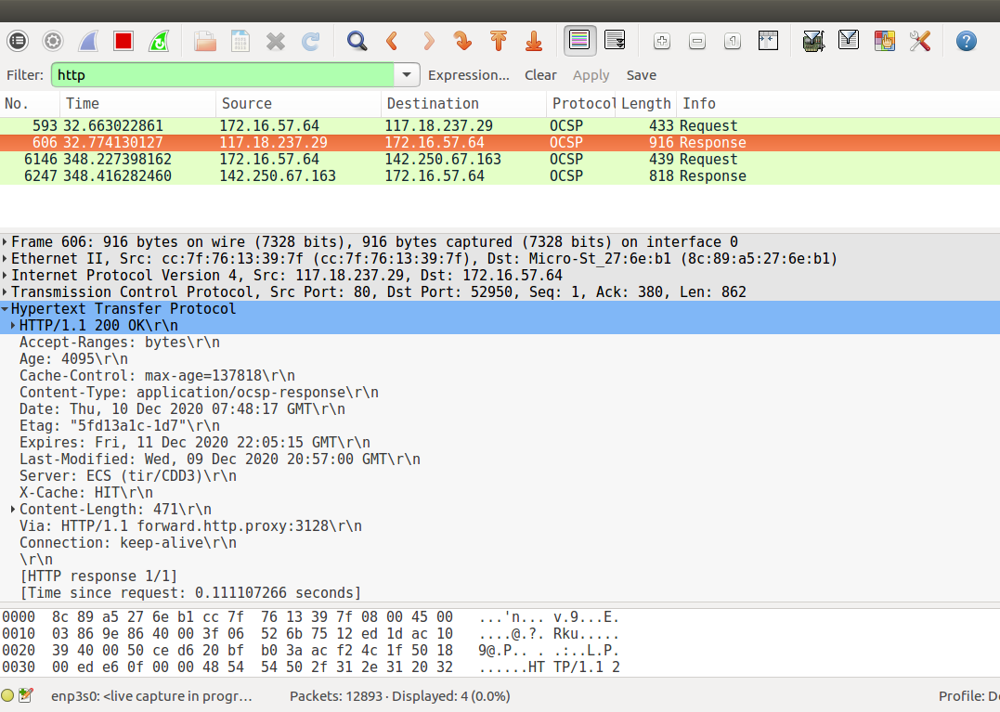 Filter: http Expression... Clear Apply Save
No. Time Source Destination Protocol Length Info
593 32.663022861 172.16.57.64 117.18.237.29 OCSP 433 Request
606 32.774130127 117.18.237.29 172.16.57.64 OCSP 916 Response
6146 348.227398162 172.16.57.64 142.250.67.163 OCSP 439 Request
6247 348.416282460 142.250.67.163 172.16.57.64 OCSP 818 Response
Frame 606: 916 bytes on wire (7328 bits), 916 bytes captured (7328 bits) on interface 0
Ethernet II, Src: cc:7f:76:13:39:7f (cc:7f:76:13:39:7f), Dst: Micro-St_27:6e:b1 (8c:89:a5:27:6e:b1)
Internet Protocol Version 4, Src: 117.18.237.29, Dst: 172.16.57.64
Transmission Control Protocol, Src Port: 80, Dst Port: 52950, Seq: 1, Ack: 380, Len: 862
Hypertext Transfer Protocol
HTTP/1.1 200 OK\r\n
Accept-Ranges: bytes\r\n
Age: 4095\r\n
Cache-Control: max-age=137818\r\n
Content-Type: application/ocsp-response\r\n
Date: Thu, 10 Dec 2020 07:48:17 GMT\r\n
Etag: "5fd13a1c-1d7"\r\n
Expires: Fri, 11 Dec 2020 22:05:15 GMT\r\n
Last-Modified: Wed, 09 Dec 2020 20:57:00 GMT\r\n
Server: ECS (tir/CDD3)\r\n
X-Cache: HIT\r\n
Content-Length: 471\r\n
Via: HTTP/1.1 forward.http.proxy:3128\r\n
Connection: keep-alive\r\n
\r\n
[HTTP response 1/1]
[Time since request: 0.111107266 seconds]
0000 8c 89 a5 27 6e b1 cc 7f 76 13 39 7f 08 00 45 00 ...'n... v.9...E.
0010 03 86 9e 86 40 00 3f 06 52 6b 75 12 ed 1d ac 10 ....@.?. Rku.....
0020 39 40 00 50 ce d6 20 bf b0 3a ac f2 4c 1f 50 18 9@.P.. . .:..L.P.
0030 00 ed e6 0f 00 00 48 54 54 50 2f 31 2e 31 20 32 ......HT TP/1.1 2
enp3s0: <live capture in progr... Packets: 12893 · Displayed: 4 (0.0%) Profile: De